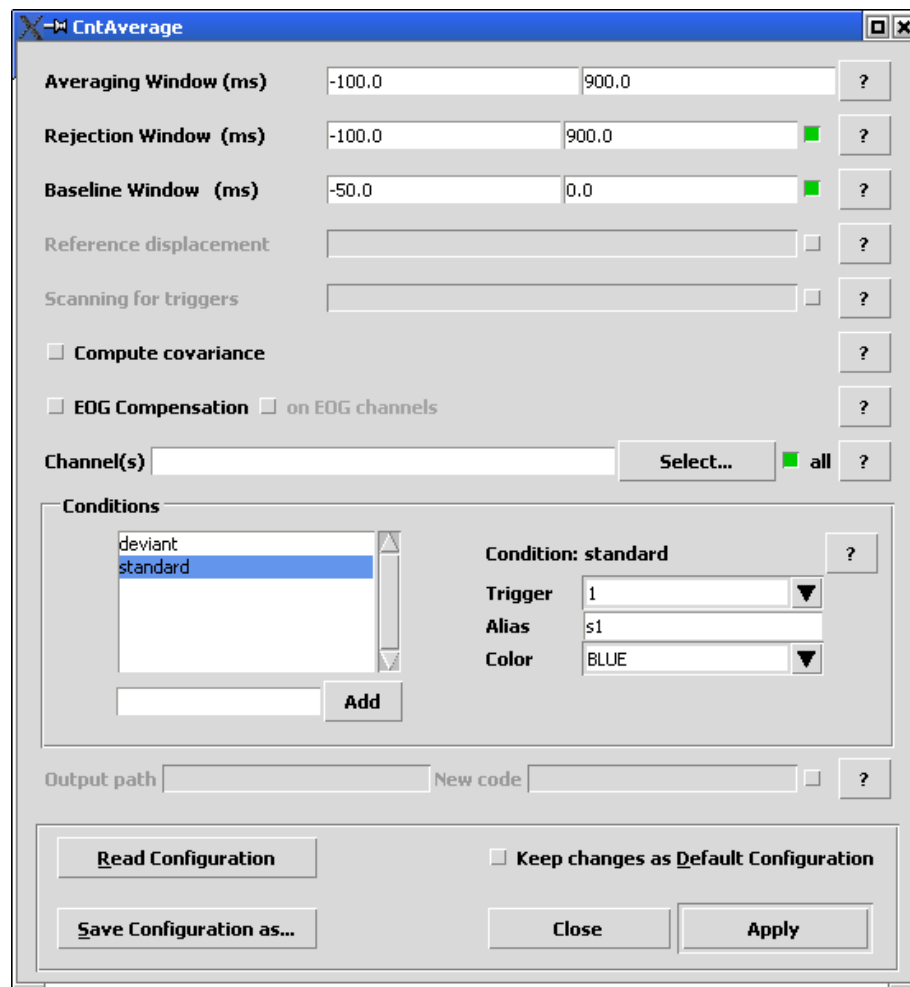 CntAverage
Averaging Window (ms) -100.0 900.0 ?
Rejection Window (ms) -100.0 900.0 ?
Baseline Window (ms) -50.0 0.0 ?
Reference displacement ?
Scanning for triggers ?
Compute covariance ?
EOG Compensation on EOG channels ?
Channel(s) Select... all ?
Conditions
deviant
standard
Add
Condition: standard ?
Trigger 1
Alias s1
Color BLUE
Output path New code ?
Read Configuration Keep changes as Default Configuration
Save Configuration as... Close Apply